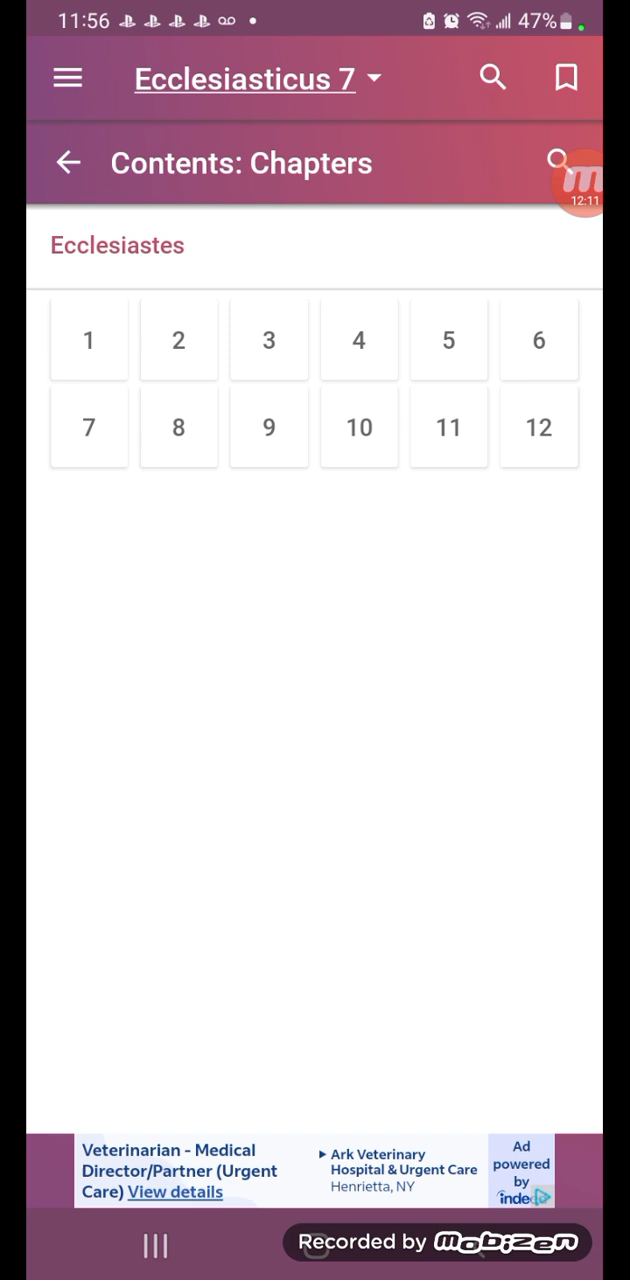 11:56 47%
Ecclesiasticus 7
Contents: Chapters
12:11
Ecclesiastes
1 2 3 4 5 6
7 8 9 10 11 12
Veterinarian - Medical
Director/Partner (Urgent
Care) View details
Ark Veterinary
Hospital & Urgent Care
Henrietta, NY
Ad
powered
by
Recorded by mobizen